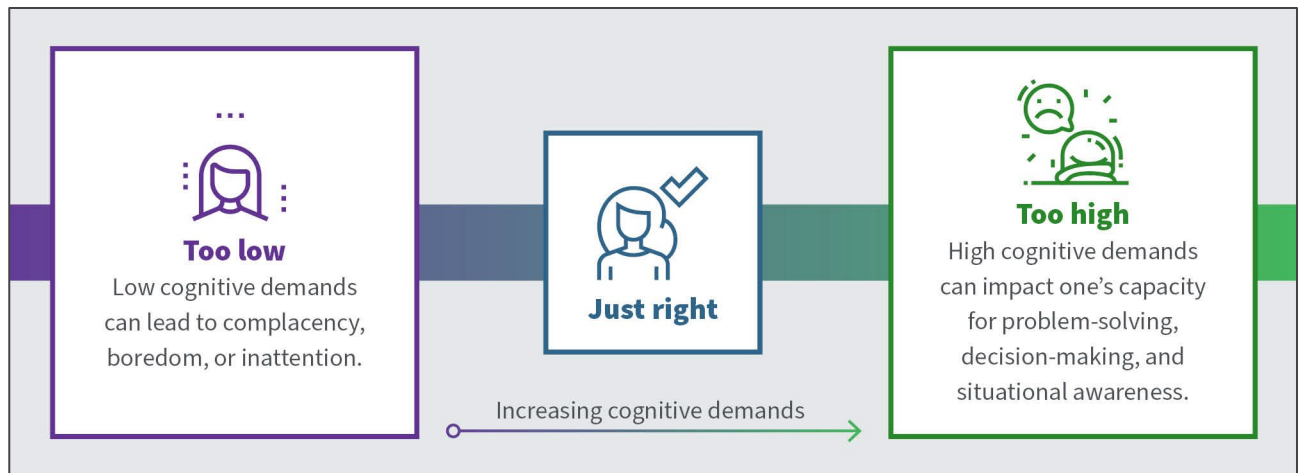 Too low
Low cognitive demands
can lead to complacency,
boredom, or inattention.
Just right
Increasing cognitive demands
Too high
High cognitive demands
can impact one’s capacity
for problem-solving,
decision-making, and
situational awareness.